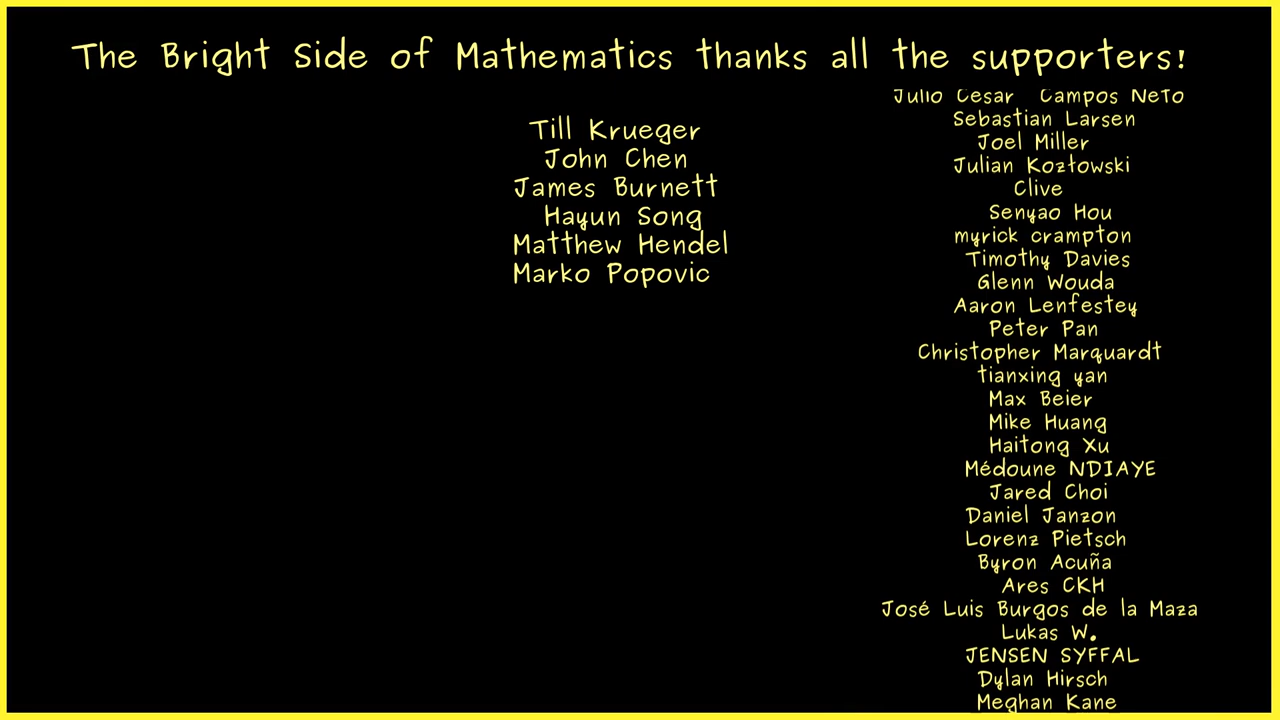 The Bright Side of Mathematics thanks all the supporters!
Till Krueger
John Chen
James Burnett
Hayun Song
Matthew Hendel
Marko Popovic
Julio Cesar Campos Neto
Sebastian Larsen
Joel Miller
Julian Kozłowski
Clive
Senyao Hou
myrick crampton
Timothy Davies
Glenn Wouda
Aaron Lenfestey
Peter Pan
Christopher Marquardt
tianxing yan
Max Beier
Mike Huang
Haitong Xu
Médoune NDIAYE
Jared Choi
Daniel Janzon
Lorenz Pietsch
Byron Acuña
Ares CKH
José Luis Burgos de la Maza
Lukas W.
JENSEN SYFFAL
Dylan Hirsch
Meghan Kane